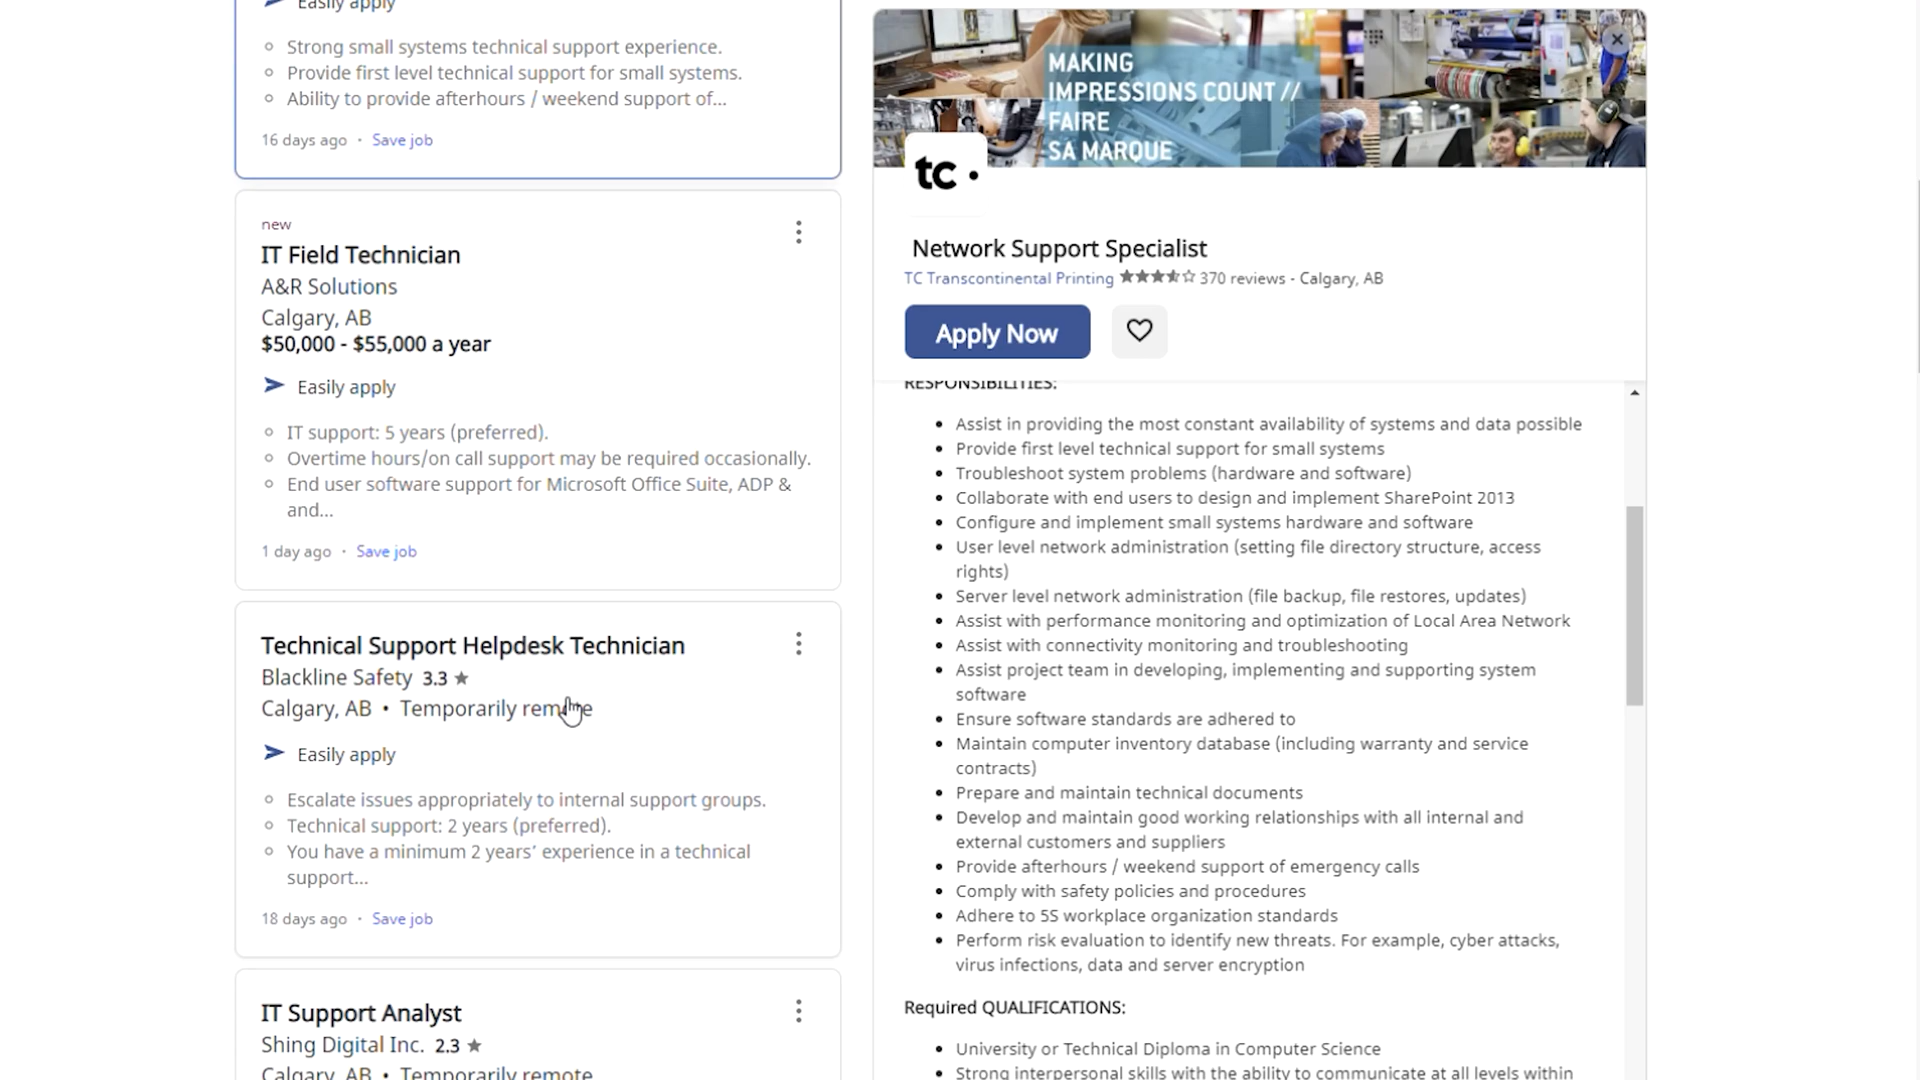 Easily apply
Strong small systems technical support experience.
Provide first level technical support for small systems.
Ability to provide afterhours / weekend support of...
16 days ago · Save job
new
IT Field Technician
A&R Solutions
Calgary, AB
$50,000 - $55,000 a year
Easily apply
IT support: 5 years (preferred).
Overtime hours/on call support may be required occasionally.
End user software support for Microsoft Office Suite, ADP &
and...
1 day ago · Save job
Technical Support Helpdesk Technician
Blackline Safety 3.3 ★
Calgary, AB • Temporarily remote
Easily apply
Escalate issues appropriately to internal support groups.
Technical support: 2 years (preferred).
You have a minimum 2 years’ experience in a technical
support...
18 days ago · Save job
IT Support Analyst
Shing Digital Inc. 2.3 ★
Calgary, AB • Temporarily remote
MAKING
IMPRESSIONS COUNT //
FAIRE
SA MARQUE
tc •
Network Support Specialist
TC Transcontinental Printing 370 reviews - Calgary, AB
Apply Now
RESPONSIBILITIES:
Assist in providing the most constant availability of systems and data possible
Provide first level technical support for small systems
Troubleshoot system problems (hardware and software)
Collaborate with end users to design and implement SharePoint 2013
Configure and implement small systems hardware and software
User level network administration (setting file directory structure, access
rights)
Server level network administration (file backup, file restores, updates)
Assist with performance monitoring and optimization of Local Area Network
Assist with connectivity monitoring and troubleshooting
Assist project team in developing, implementing and supporting system
software
Ensure software standards are adhered to
Maintain computer inventory database (including warranty and service
contracts)
Prepare and maintain technical documents
Develop and maintain good working relationships with all internal and
external customers and suppliers
Provide afterhours / weekend support of emergency calls
Comply with safety policies and procedures
Adhere to 5S workplace organization standards
Perform risk evaluation to identify new threats. For example, cyber attacks,
virus infections, data and server encryption
Required QUALIFICATIONS:
University or Technical Diploma in Computer Science
Strong interpersonal skills with the ability to communicate at all levels within